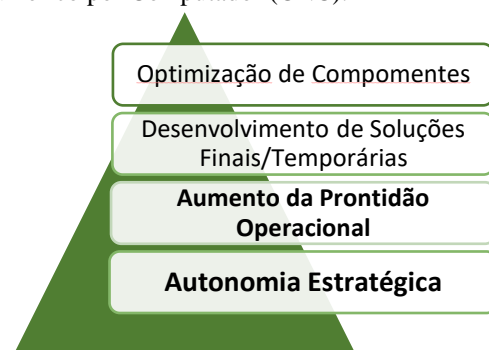 Optimização de Compomentes
Desenvolvimento de Soluções
Finais/Temporárias
Aumento da Prontidão
Operacional
Autonomia Estratégica